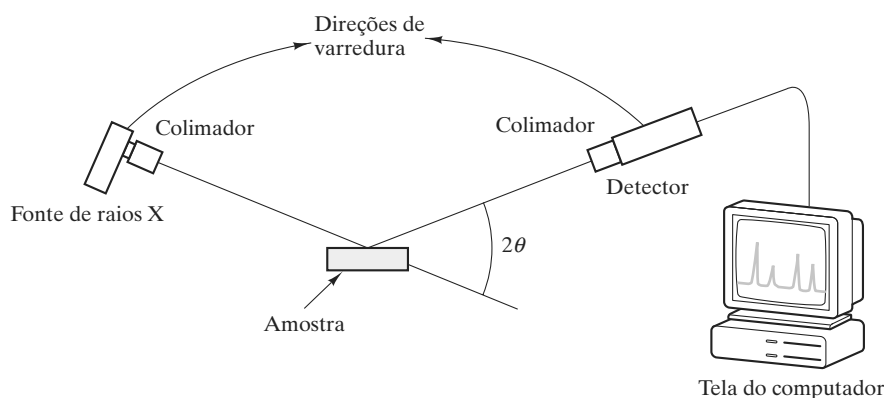 Direções de
varredura
Colimador
Colimador
Detector
Fonte de raios X
2θ
Amostra
Tela do computador